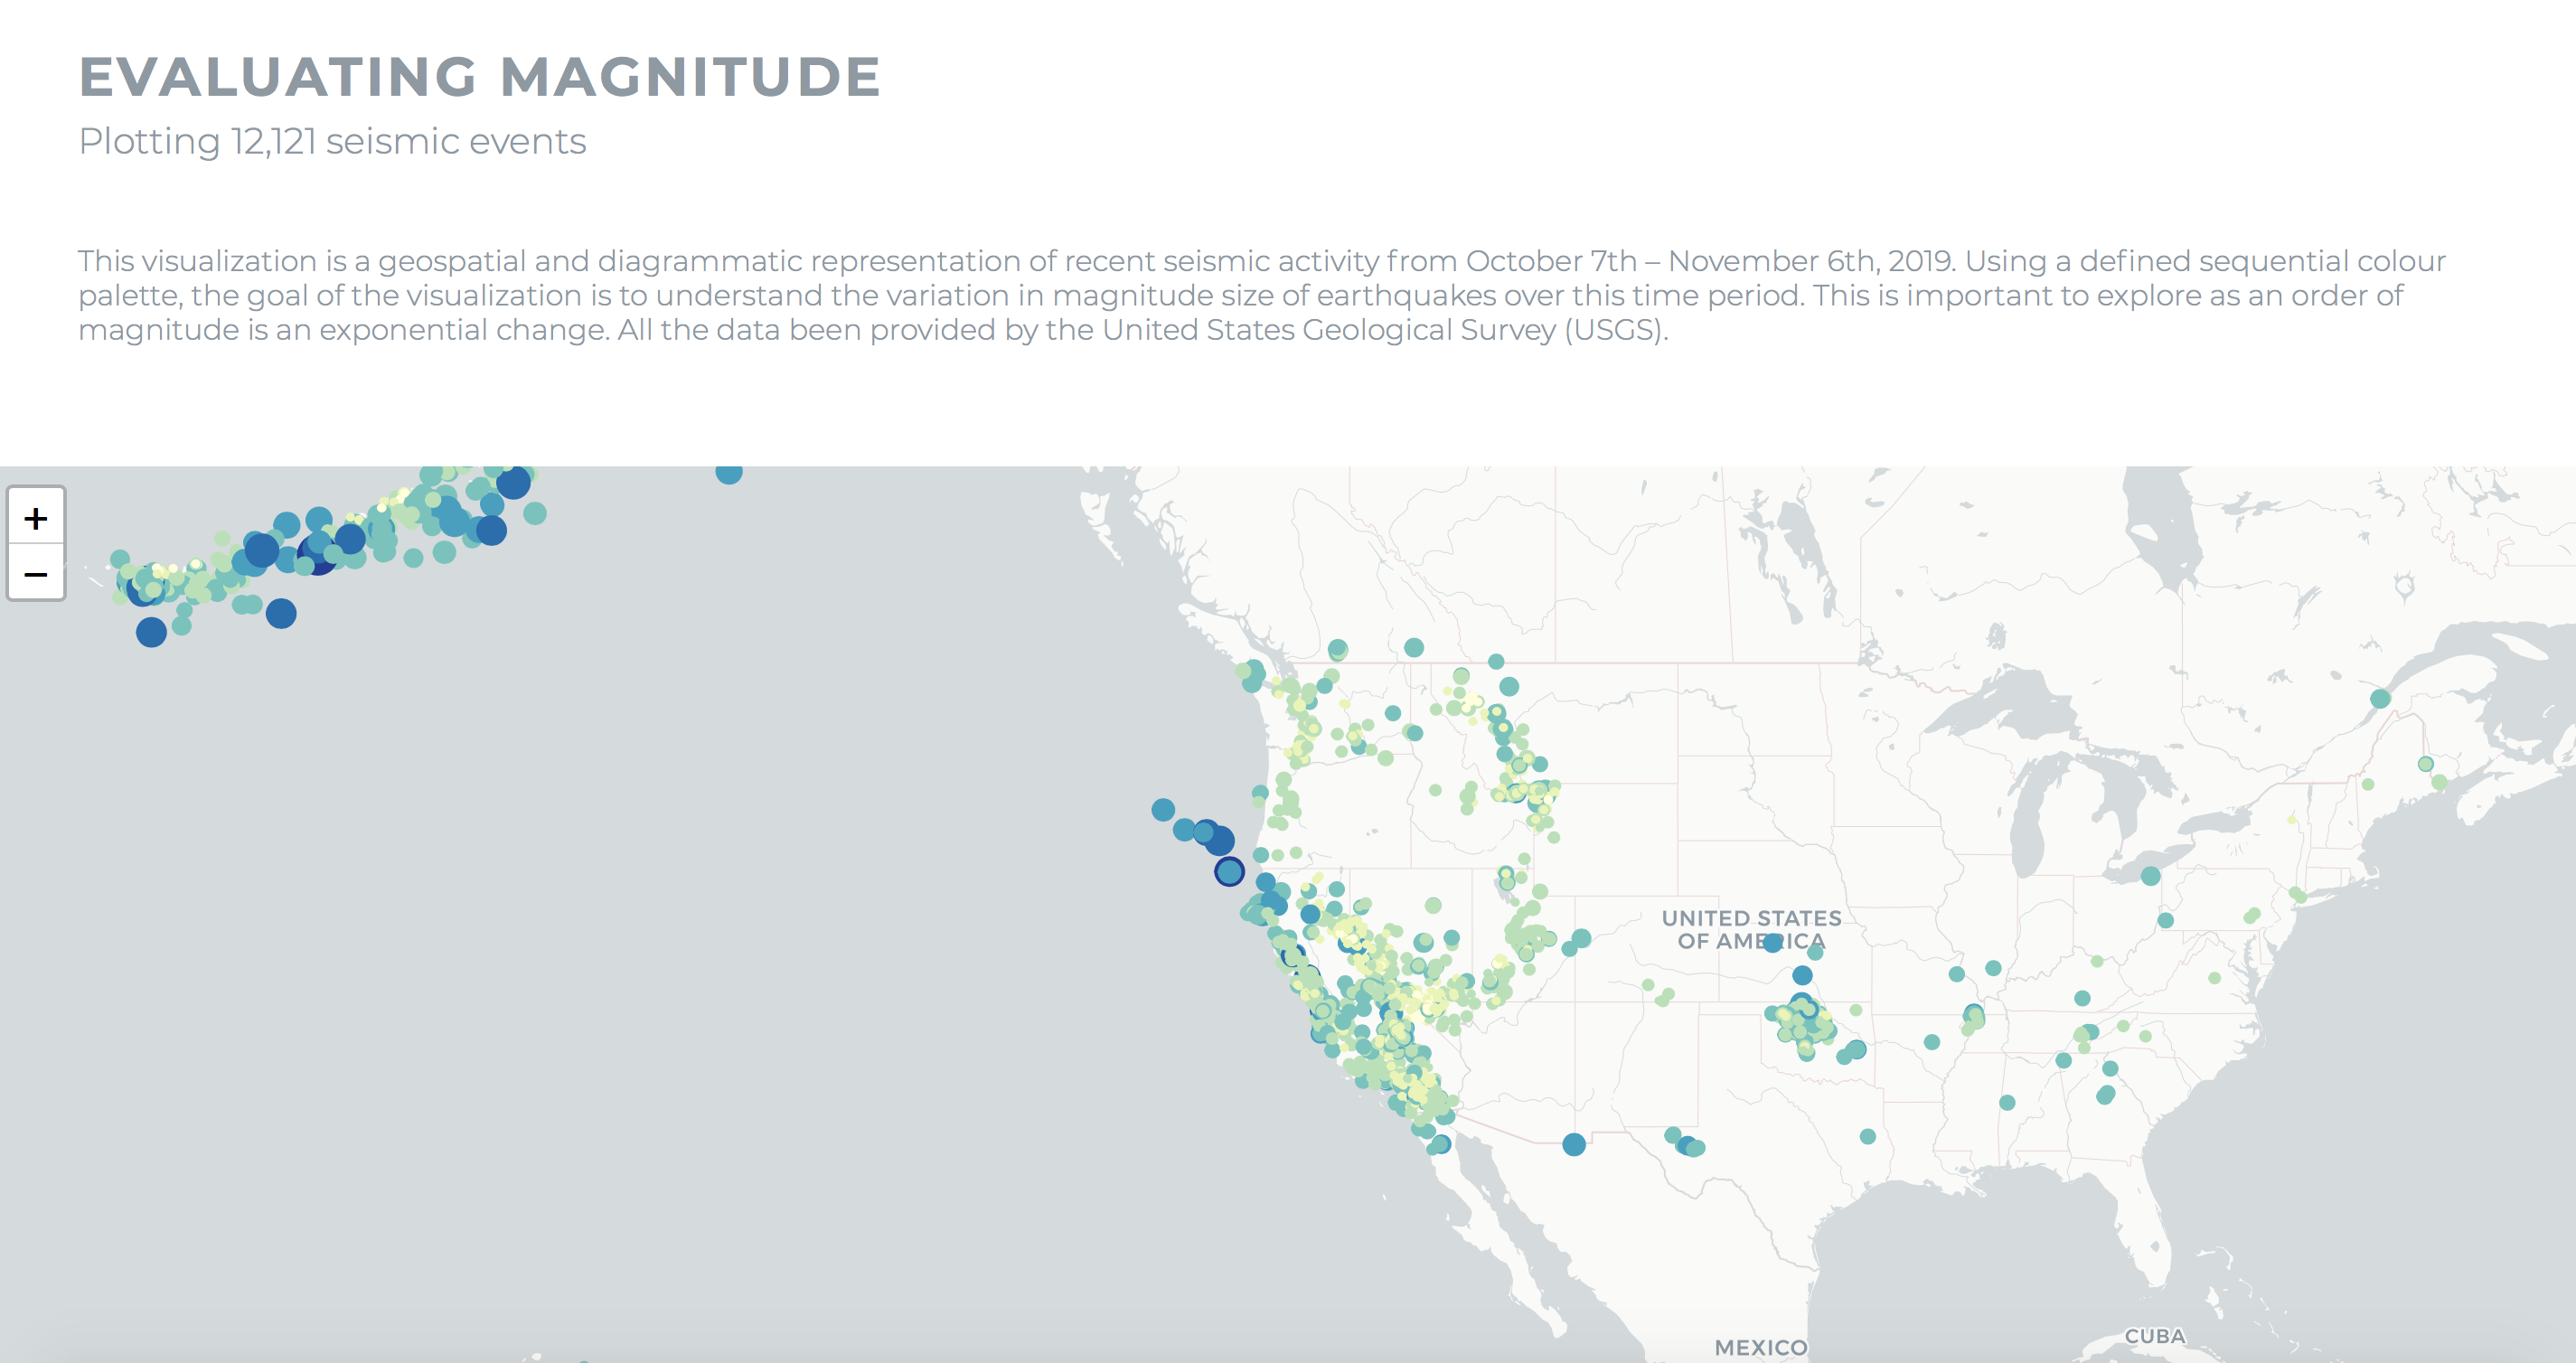 EVALUATING MAGNITUDE
Plotting 12,121 seismic events
This visualization is a geospatial and diagrammatic representation of recent seismic activity from October 7th – November 6th, 2019. Using a defined sequential colour
palette, the goal of the visualization is to understand the variation in magnitude size of earthquakes over this time period. This is important to explore as an order of
magnitude is an exponential change. All the data been provided by the United States Geological Survey (USGS).
+
−
UNITED STATES
OF AMERICA
MEXICO
CUBA